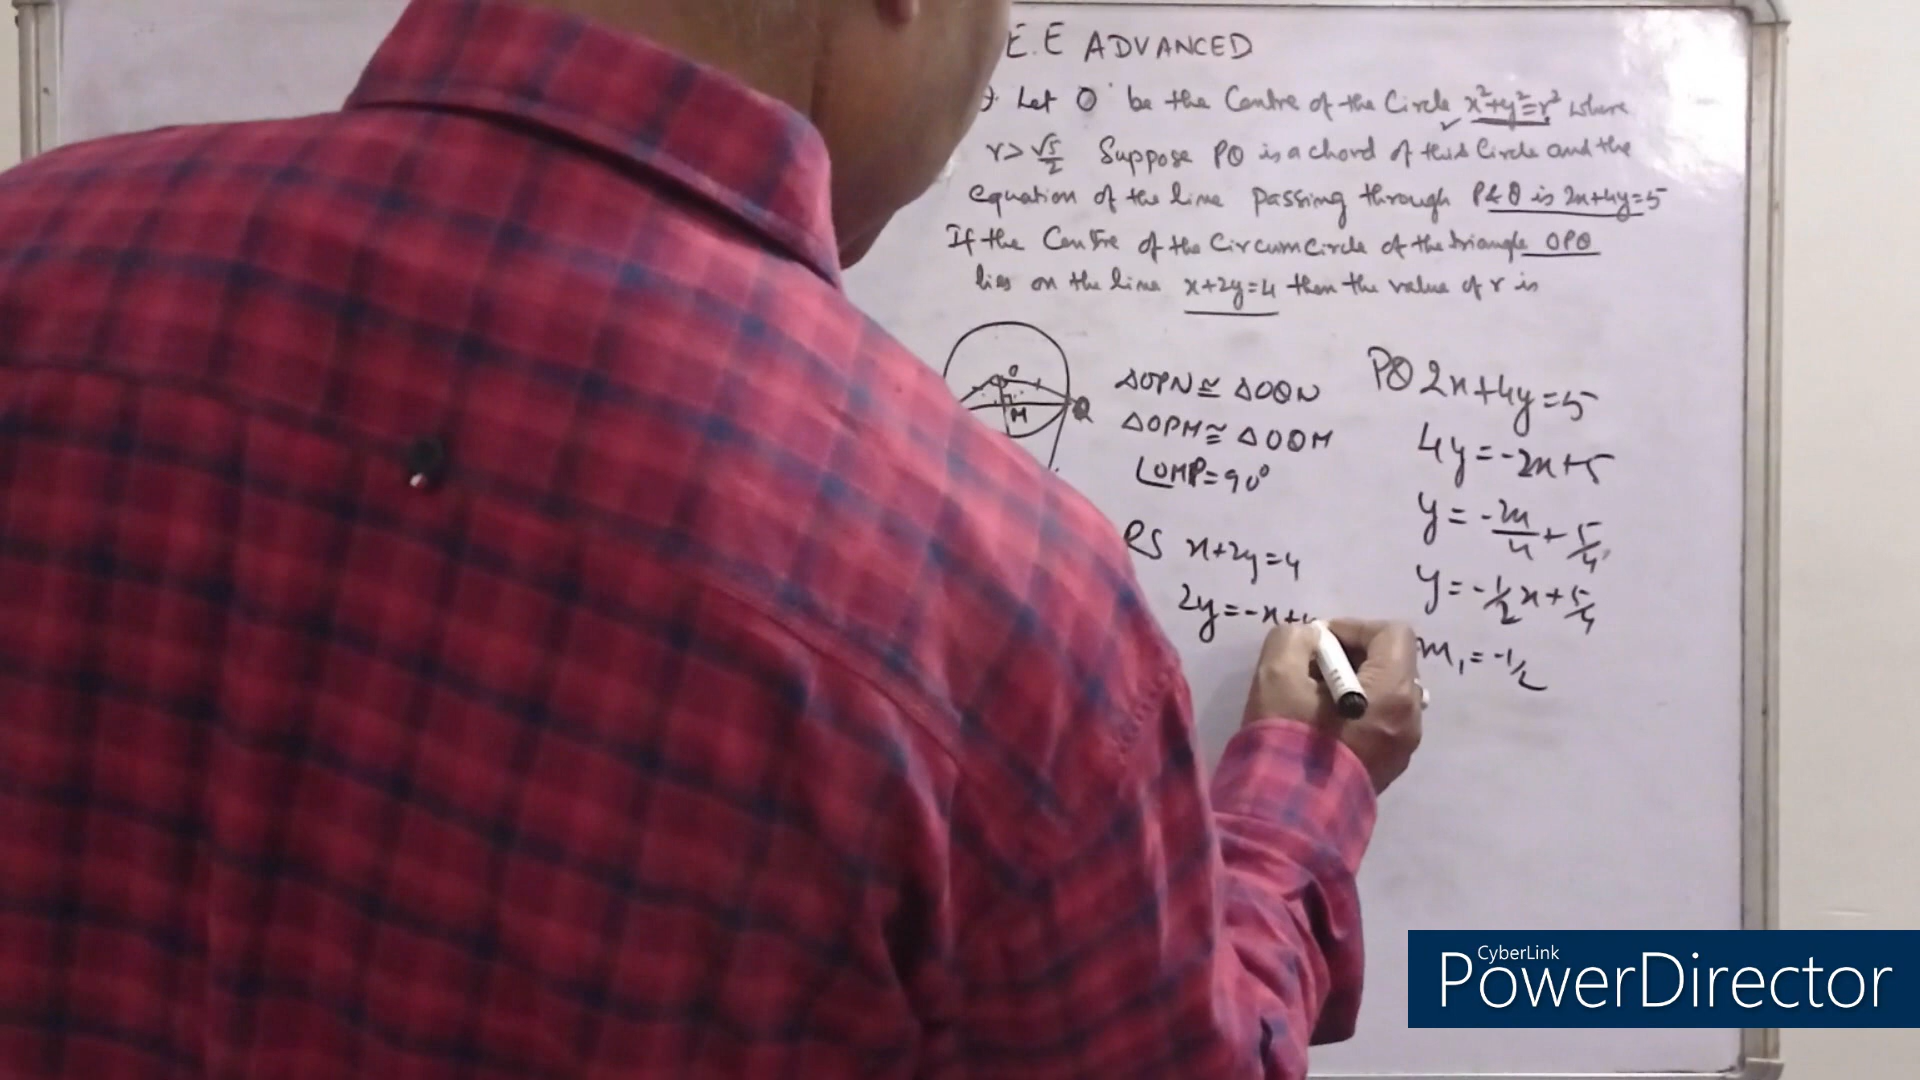 E.E ADVANCED
Let O be the Centre of the Circle x²+y²=r² where
r> √5/2 Suppose PQ is a chord of this Circle and the
equation of the line passing through P & Q is 2x+4y=5
If the Centre of the Circumcircle of the triangle OPQ
lies on the line x+2y=4 then the value of r is
O
M
Q
ΔOPN ≅ ΔOQN
ΔOPM ≅ ΔOQM
∠OMP=90°
RS x+2y=4
2y=-x+4
PQ 2x+4y=5
4y=-2x+5
y=-2x/4+5/4
y=-1/2x+5/4
m₁=-1/2
CyberLink
PowerDirector